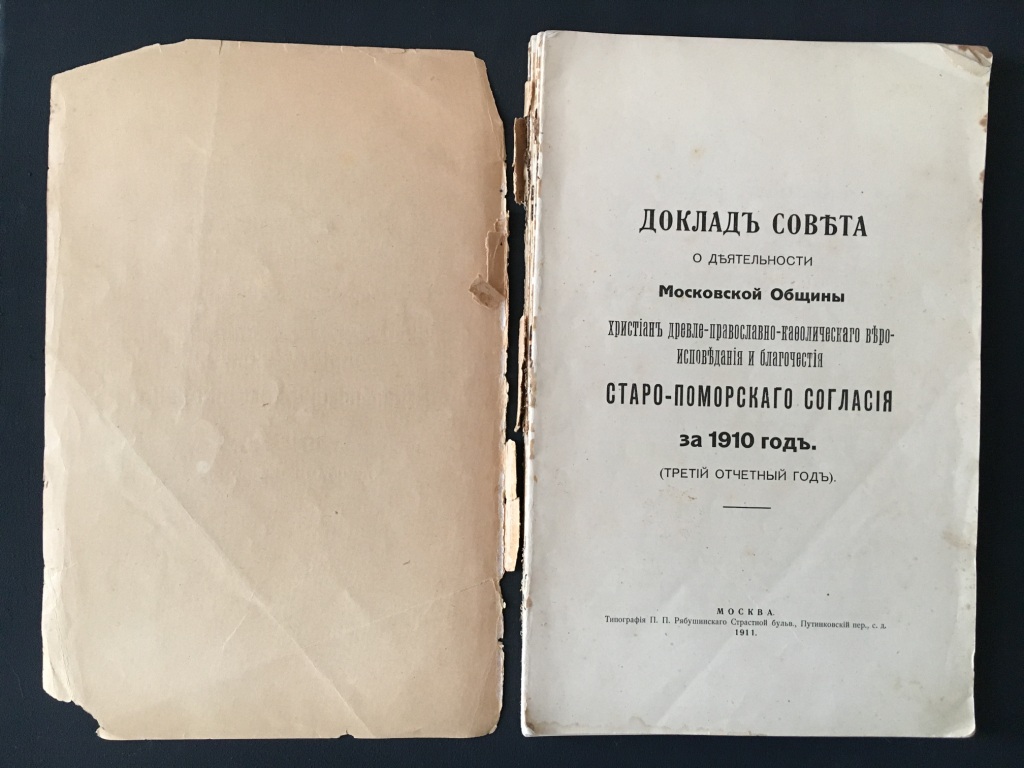 ДОКЛАДЪ СОВѢТА
О ДѢЯТЕЛЬНОСТИ
Московской Общины
христіанъ древле-православно-каѳолическаго вѣро-
исповѣданія и благочестія
СТАРО-ПОМОРСКАГО СОГЛАСІЯ
за 1910 годъ.
(ТРЕТІЙ ОТЧЕТНЫЙ ГОДЪ).
МОСКВА.
Типографія П. П. Рябушинскаго Страстной бульв., Путинковскій пер., с. д.
1911.